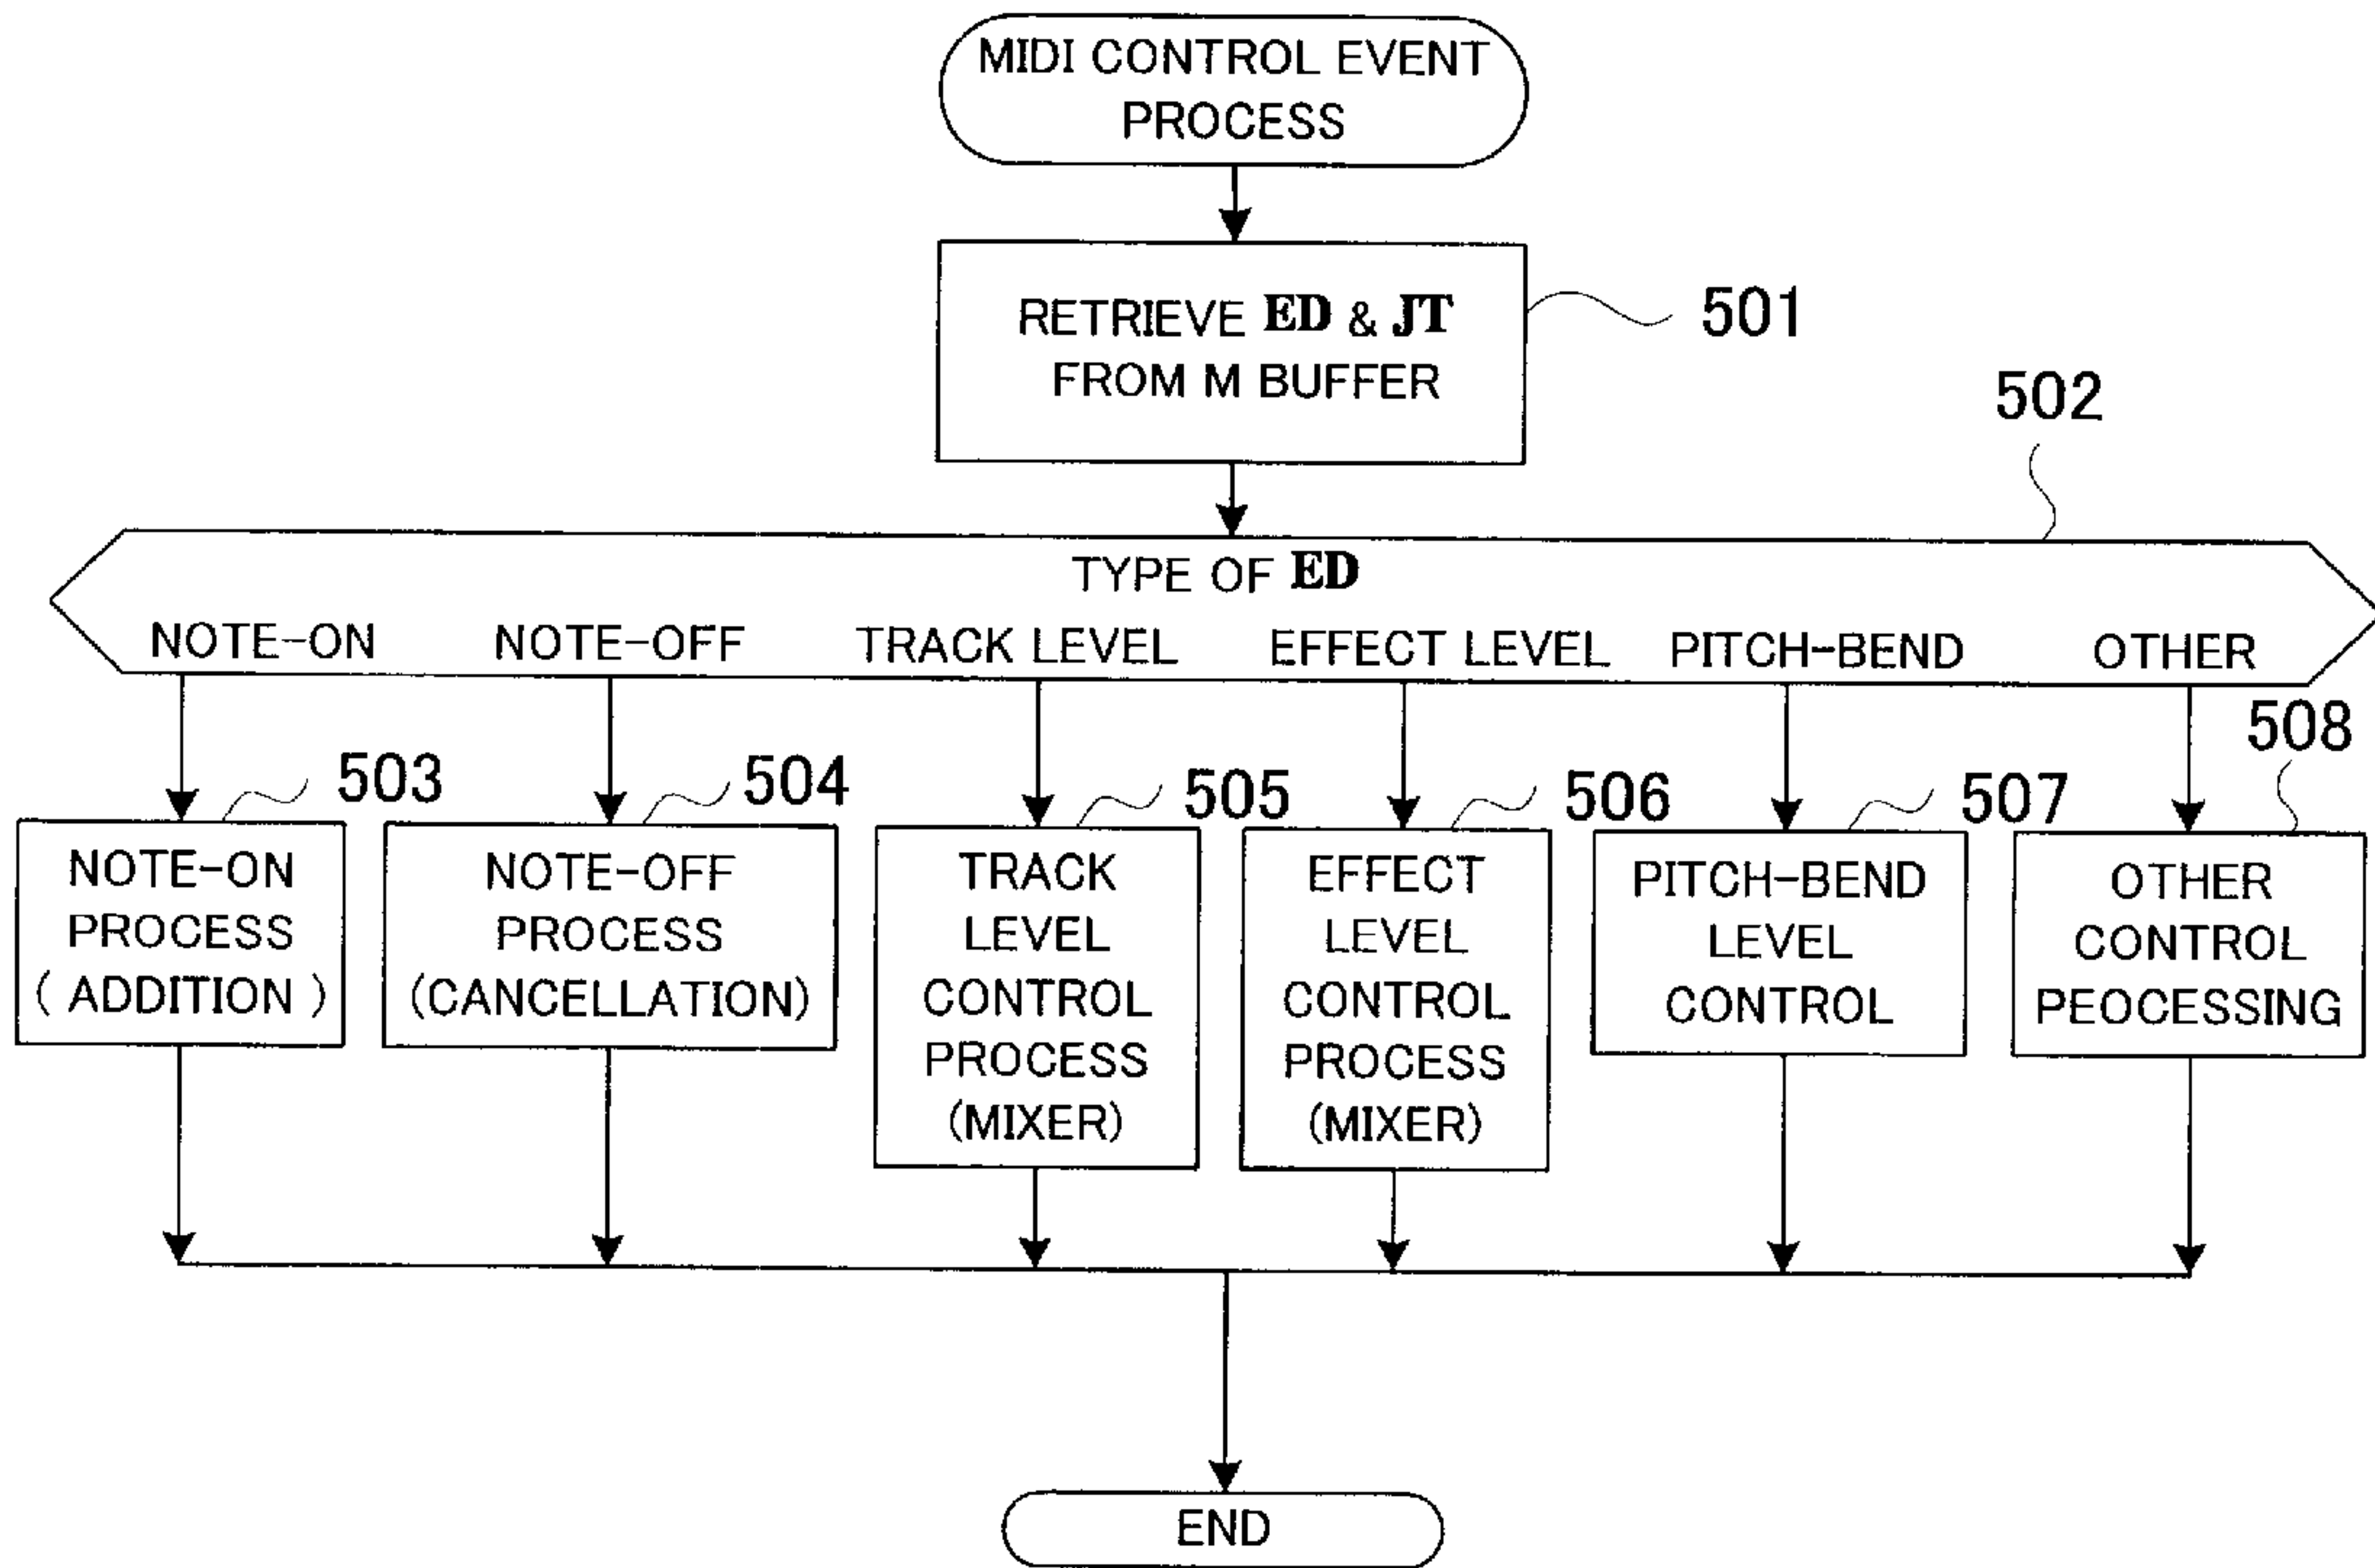 MIDI CONTROL EVENT
PROCESS
RETRIEVE ED & JT
FROM M BUFFER
501
502
TYPE OF ED
NOTE-ON
NOTE-OFF
TRACK LEVEL
EFFECT LEVEL
PITCH-BEND
OTHER
503
504
505
506
507
508
NOTE-ON
PROCESS
( ADDITION )
NOTE-OFF
PROCESS
(CANCELLATION)
TRACK
LEVEL
CONTROL
PROCESS
(MIXER)
EFFECT
LEVEL
CONTROL
PROCESS
(MIXER)
PITCH-BEND
LEVEL
CONTROL
OTHER
CONTROL
PEOCESSING
END